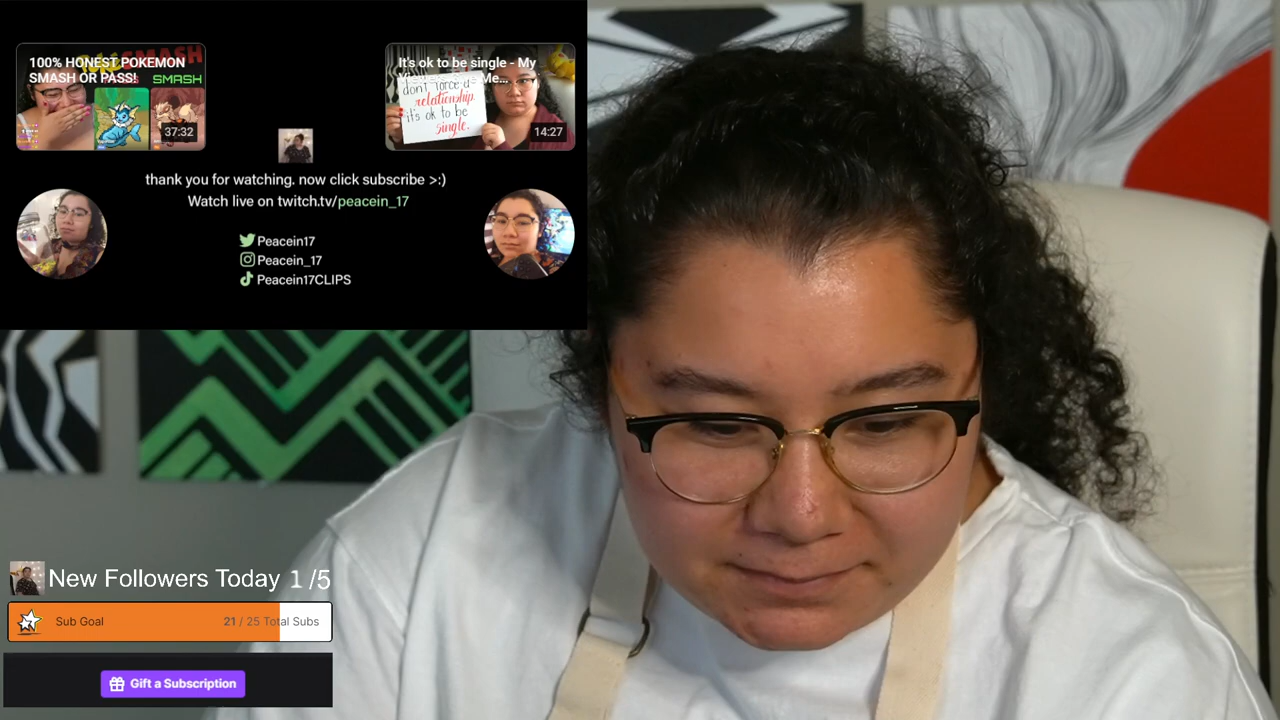 100% HONEST POKEMON
SMASH OR PASS!
SMASH
SMASH
37:32
It's ok to be single - My
Me...
don't force a
relationship
it's ok to be
single.
14:27
thank you for watching. now click subscribe >:)
Watch live on twitch.tv/peacein_17
Peacein17
Peacein_17
Peacein17CLIPS
New Followers Today 1 /5
Sub Goal
21 / 25 Total Subs
Gift a Subscription